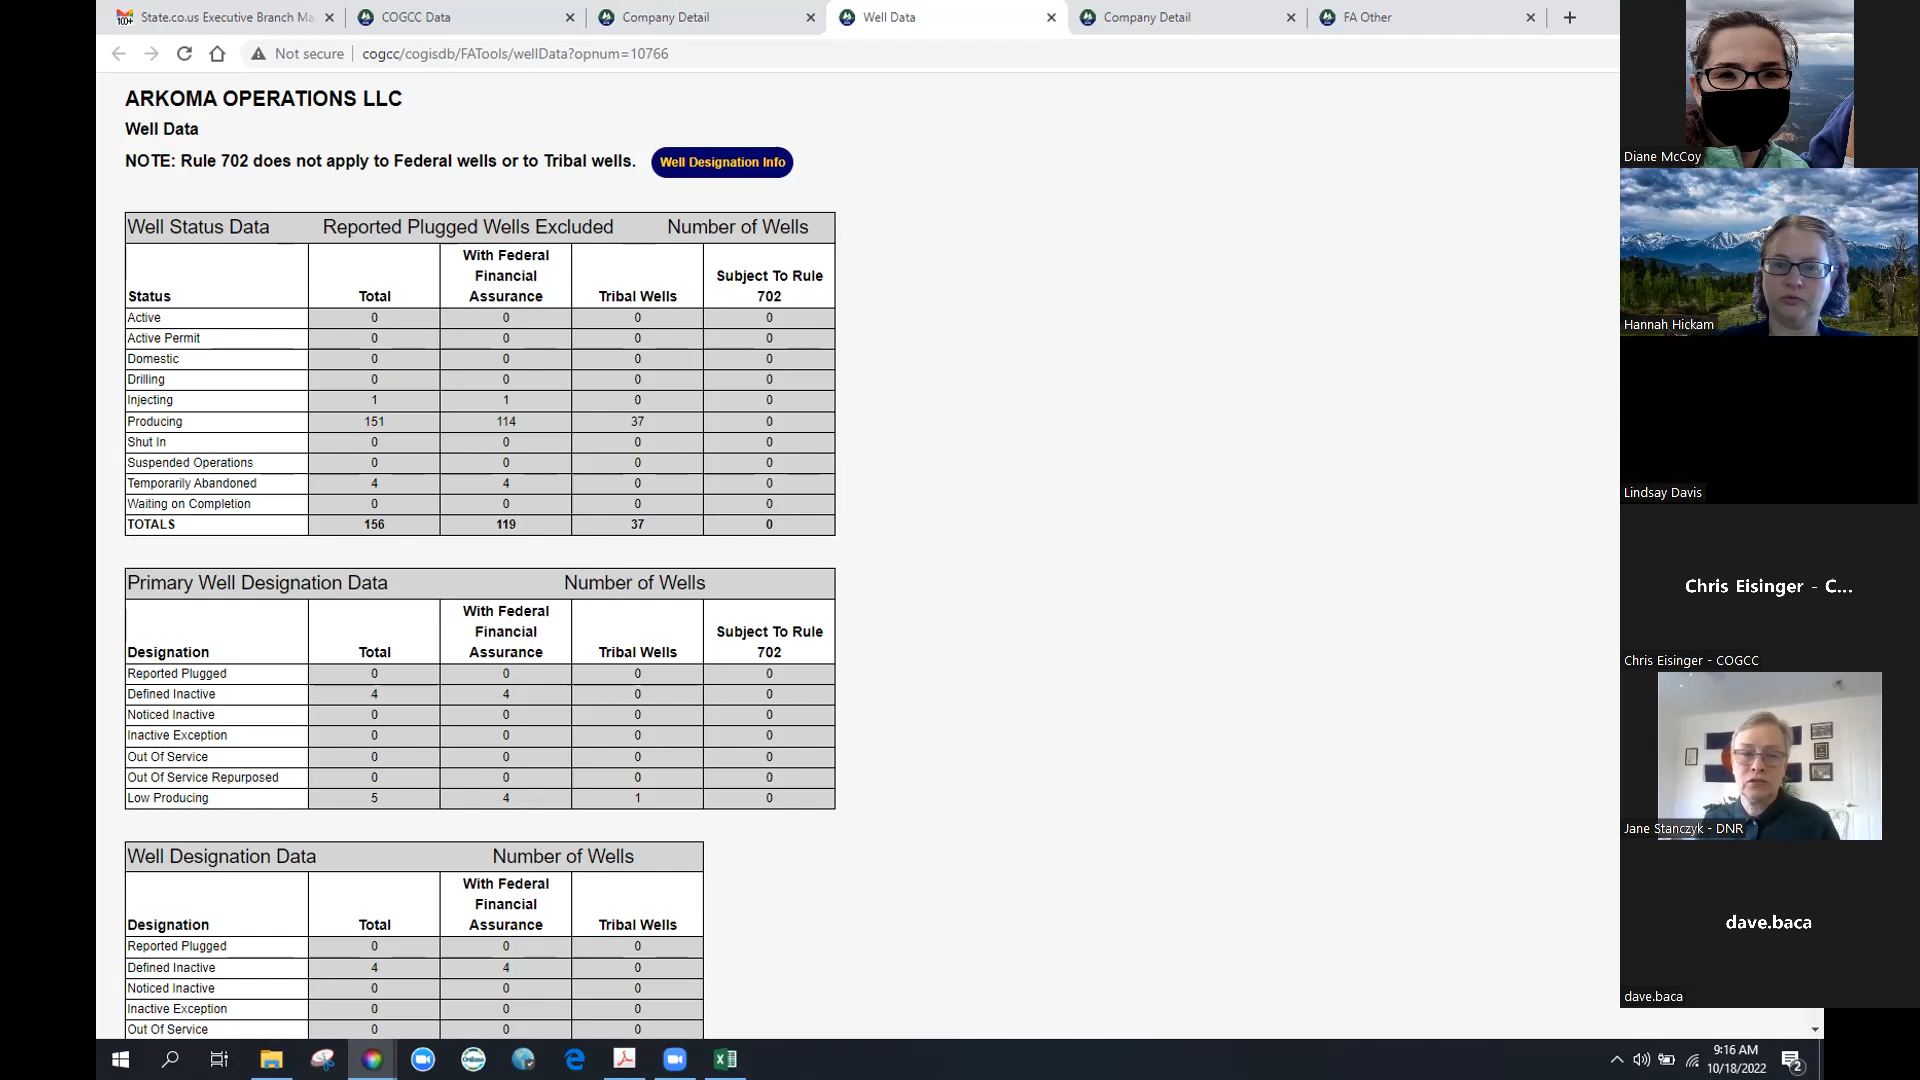 State.co.us Executive Branch Ma
COGCC Data
Company Detail
Well Data
Company Detail
FA Other
Not secure
cogcc/cogisdb/FATools/wellData?opnum=10766
ARKOMA OPERATIONS LLC
Well Data
NOTE: Rule 702 does not apply to Federal wells or to Tribal wells. Well Designation Info
Well Status Data Reported Plugged Wells Excluded Number of Wells
Status Total With Federal Financial Assurance Tribal Wells Subject To Rule 702
Active 0 0 0 0
Active Permit 0 0 0 0
Domestic 0 0 0 0
Drilling 0 0 0 0
Injecting 1 1 0 0
Producing 151 114 37 0
Shut In 0 0 0 0
Suspended Operations 0 0 0 0
Temporarily Abandoned 4 4 0 0
Waiting on Completion 0 0 0 0
TOTALS 156 119 37 0
Primary Well Designation Data Number of Wells
Designation Total With Federal Financial Assurance Tribal Wells Subject To Rule 702
Reported Plugged 0 0 0 0
Defined Inactive 4 4 0 0
Noticed Inactive 0 0 0 0
Inactive Exception 0 0 0 0
Out Of Service 0 0 0 0
Out Of Service Repurposed 0 0 0 0
Low Producing 5 4 1 0
Well Designation Data Number of Wells
Designation Total With Federal Financial Assurance Tribal Wells
Reported Plugged 0 0 0
Defined Inactive 4 4 0
Noticed Inactive 0 0 0
Inactive Exception 0 0 0
Out Of Service 0 0 0
Diane McCoy
Hannah Hickam
Lindsay Davis
Chris Eisinger - C...
Chris Eisinger - COGCC
Jane Stanczyk - DNR
dave.baca
dave.baca
9:16 AM
10/18/2022
2